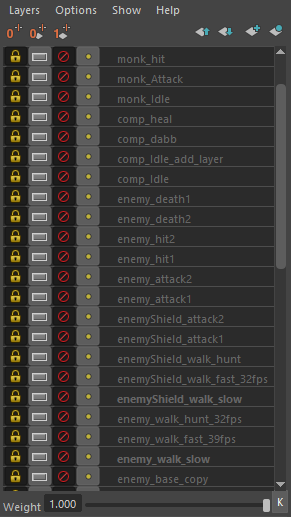 Layers Options Show Help
0 0 1
monk_hit
monk_Attack
monk_Idle
comp_heal
comp_dabb
comp_Idle_add_layer
comp_Idle
enemy_death1
enemy_death2
enemy_hit2
enemy_hit1
enemy_attack2
enemy_attack1
enemyShield_attack2
enemyShield_attack1
enemyShield_walk_hunt
enemyShield_walk_fast_32fps
enemyShield_walk_slow
enemy_walk_hunt_32fps
enemy_walk_fast_39fps
enemy_walk_slow
enemy_base_copy
Weight 1.000 K